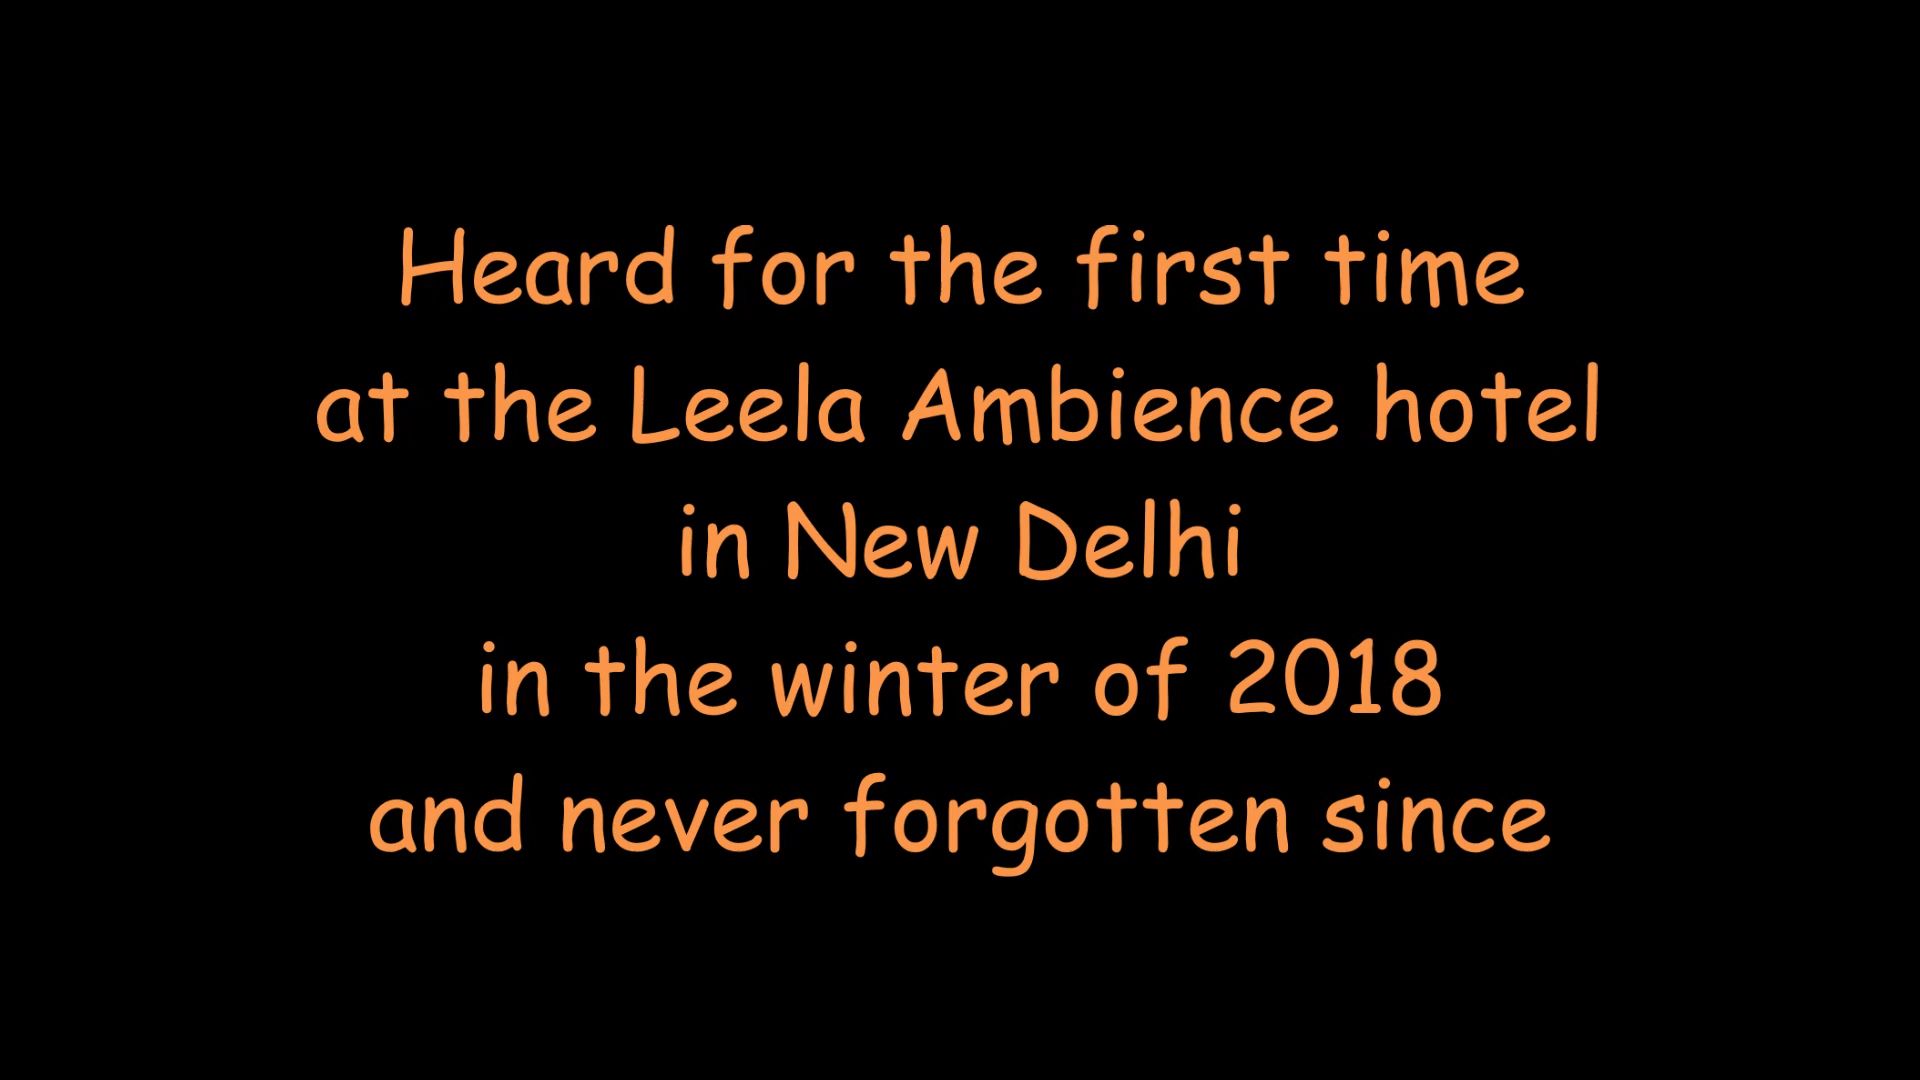 Heard for the first time
at the Leela Ambience hotel
in New Delhi
in the winter of 2018
and never forgotten since